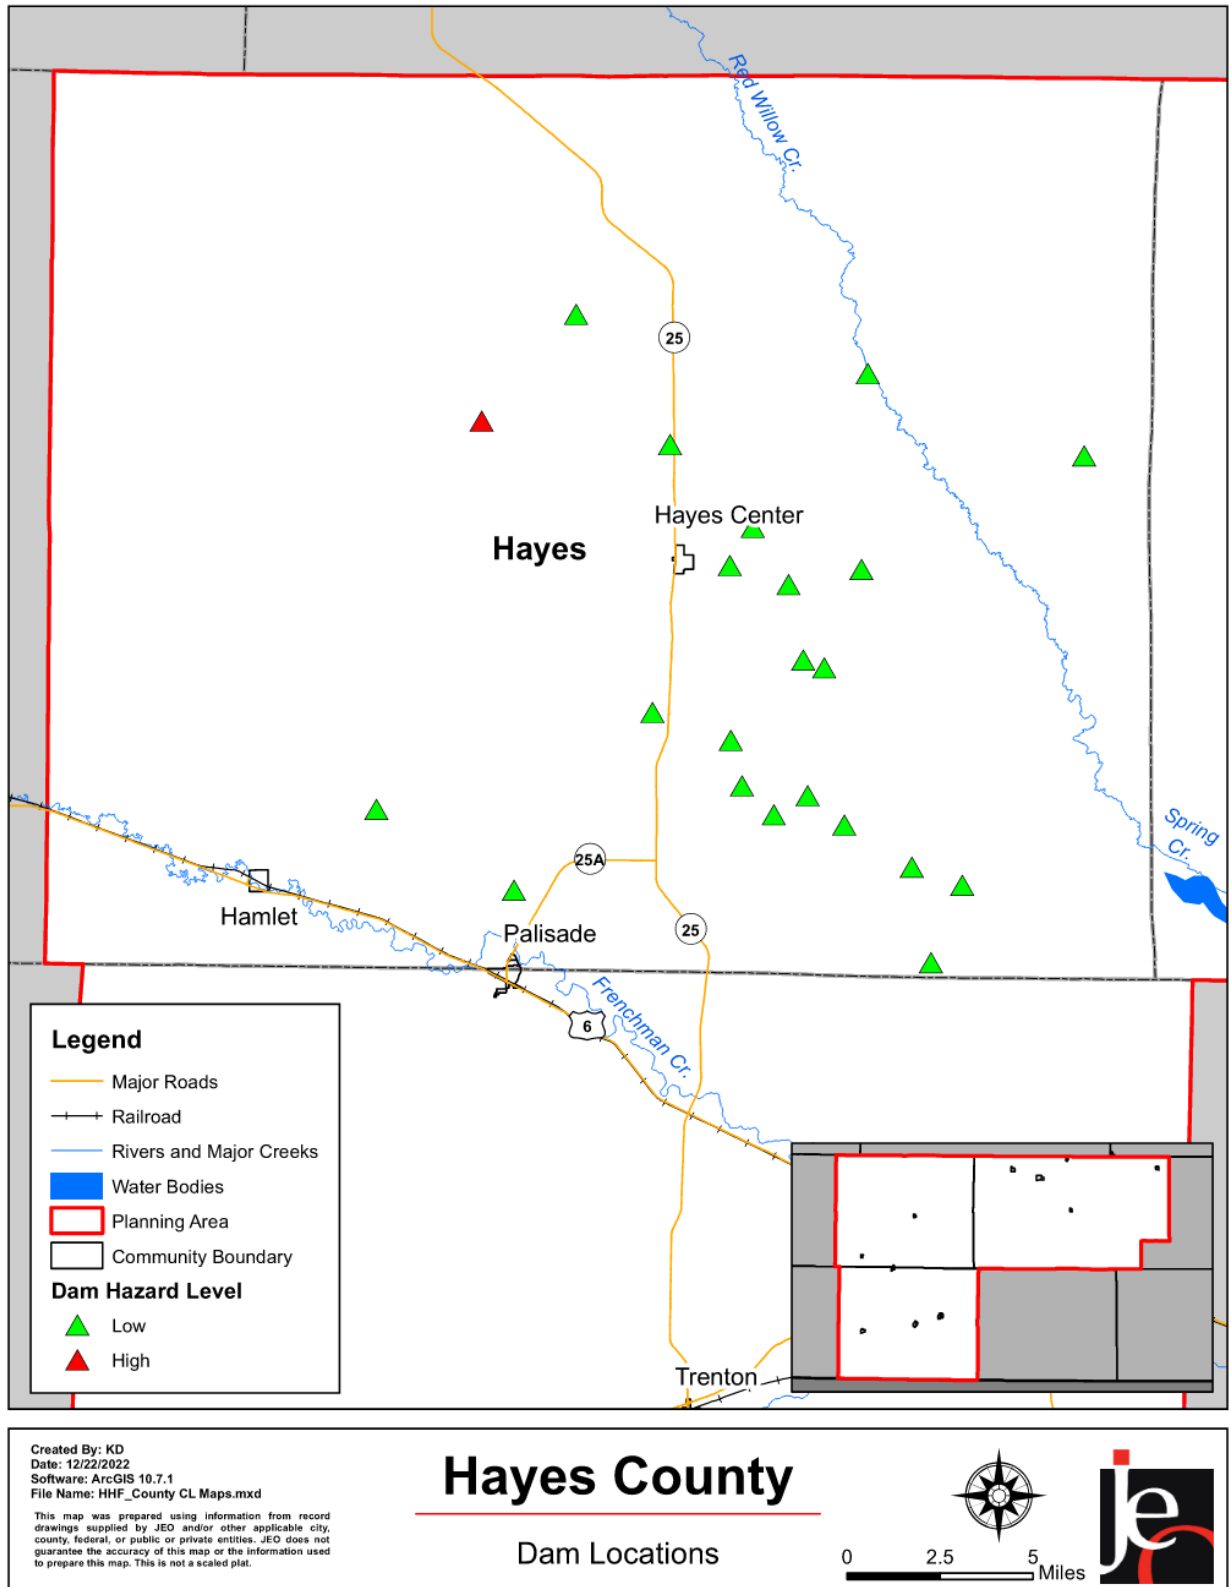 Red Willow Cr.
25
Hayes Center
Hayes
Spring
Cr.
25A
Hamlet
Palisade
25
Frenchman Cr.
6
Legend
Major Roads
Railroad
Rivers and Major Creeks
Water Bodies
Planning Area
Community Boundary
Dam Hazard Level
Low
High
Trenton
Created By: KD
Date: 12/22/2022
Software: ArcGIS 10.7.1
File Name: HHF_County CL Maps.mxd
This map was prepared using information from record
drawings supplied by JEO and/or other applicable city,
county, federal, or public or private entities. JEO does not
guarantee the accuracy of this map or the information used
to prepare this map. This is not a scaled plat.
Hayes County
Dam Locations
0 2.5 5
Miles
jeo